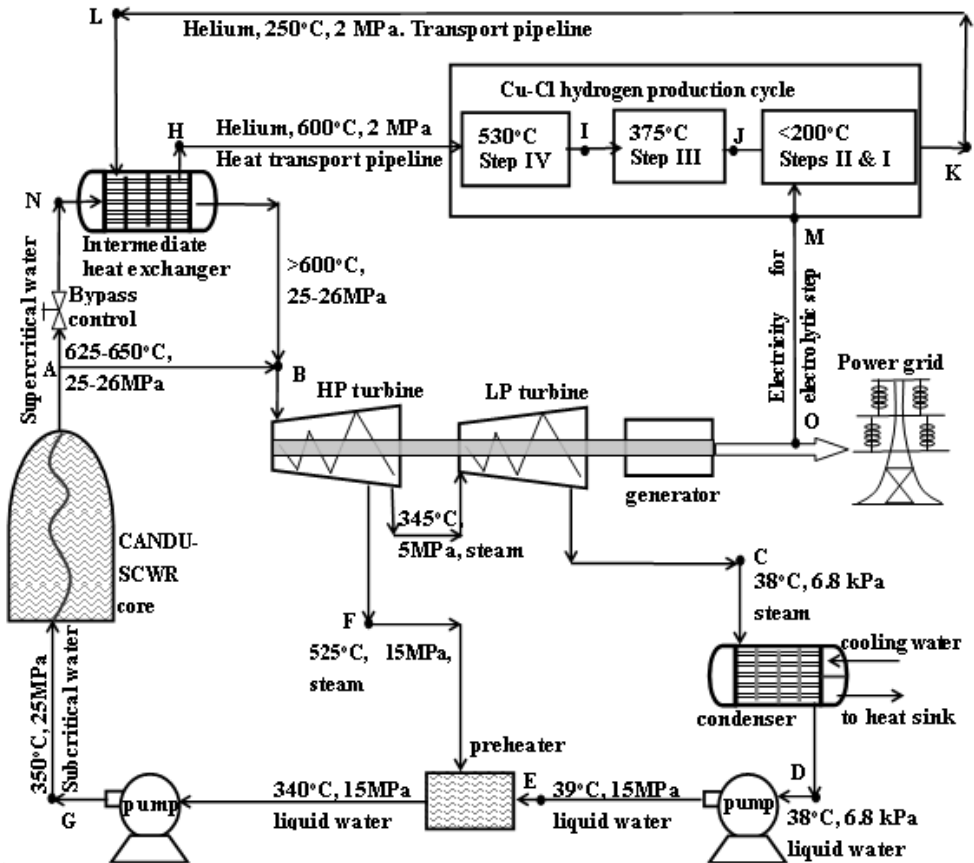 L
Helium, 250°C, 2 MPa. Transport pipeline
Cu-Cl hydrogen production cycle
H
Helium, 600°C, 2 MPa
Heat transport pipeline
530°C
Step IV
I
375°C
Step III
J
<200°C
Steps II & I
K
N
Intermediate
heat exchanger
Supercritical water
Bypass
control
>600°C,
25-26MPa
M
Electricity for
electrolytic step
A
625-650°C,
25-26MPa
B
HP turbine
LP turbine
Power grid
O
generator
345°C,
5MPa, steam
CANDU-
SCWR
core
C
38°C, 6.8 kPa
steam
F
525°C, 15MPa,
steam
cooling water
condenser
to heat sink
350°C, 25MPa
Subcritical water
preheater
G
pump
340°C, 15MPa
liquid water
E
39°C, 15MPa
liquid water
pump
D
38°C, 6.8 kPa
liquid water